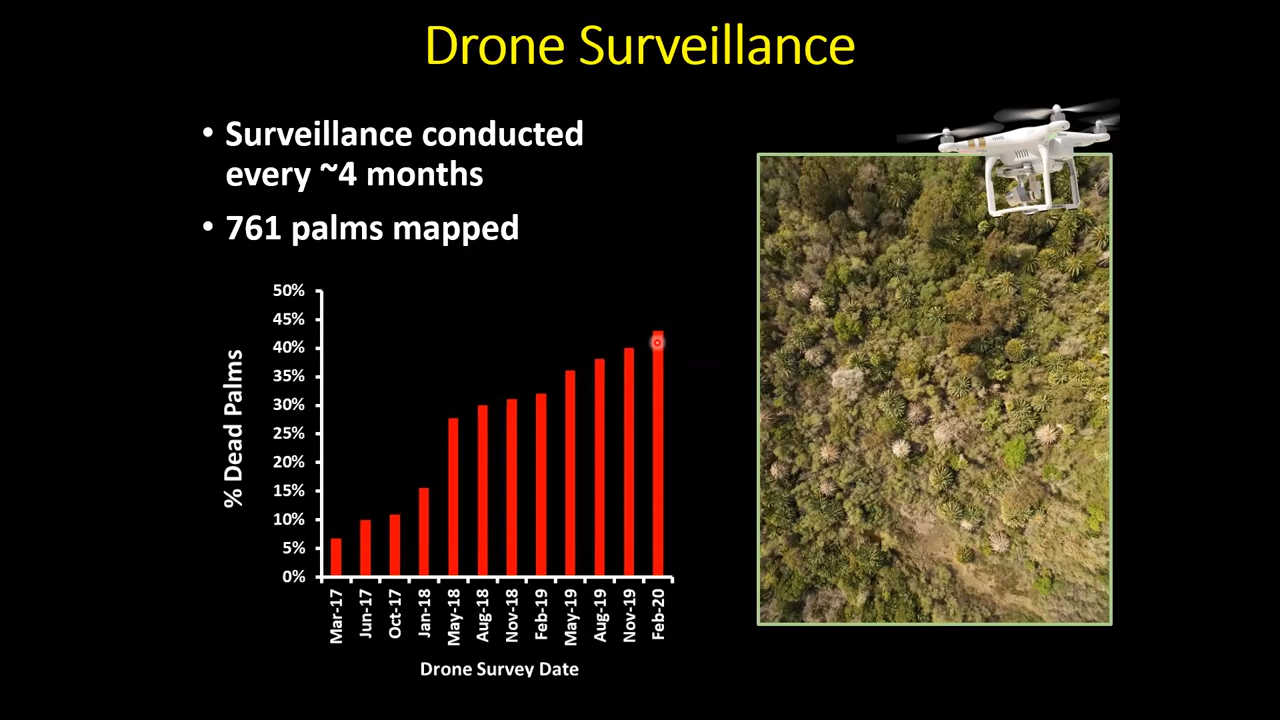 Drone Surveillance
• Surveillance conducted
every ~4 months
• 761 palms mapped
50%
45%
40%
35%
30%
25%
20%
15%
10%
5%
0%
% Dead Palms
Mar-17
Jun-17
Oct-17
Jan-18
May-18
Aug-18
Nov-18
Feb-19
May-19
Aug-19
Nov-19
Feb-20
Drone Survey Date